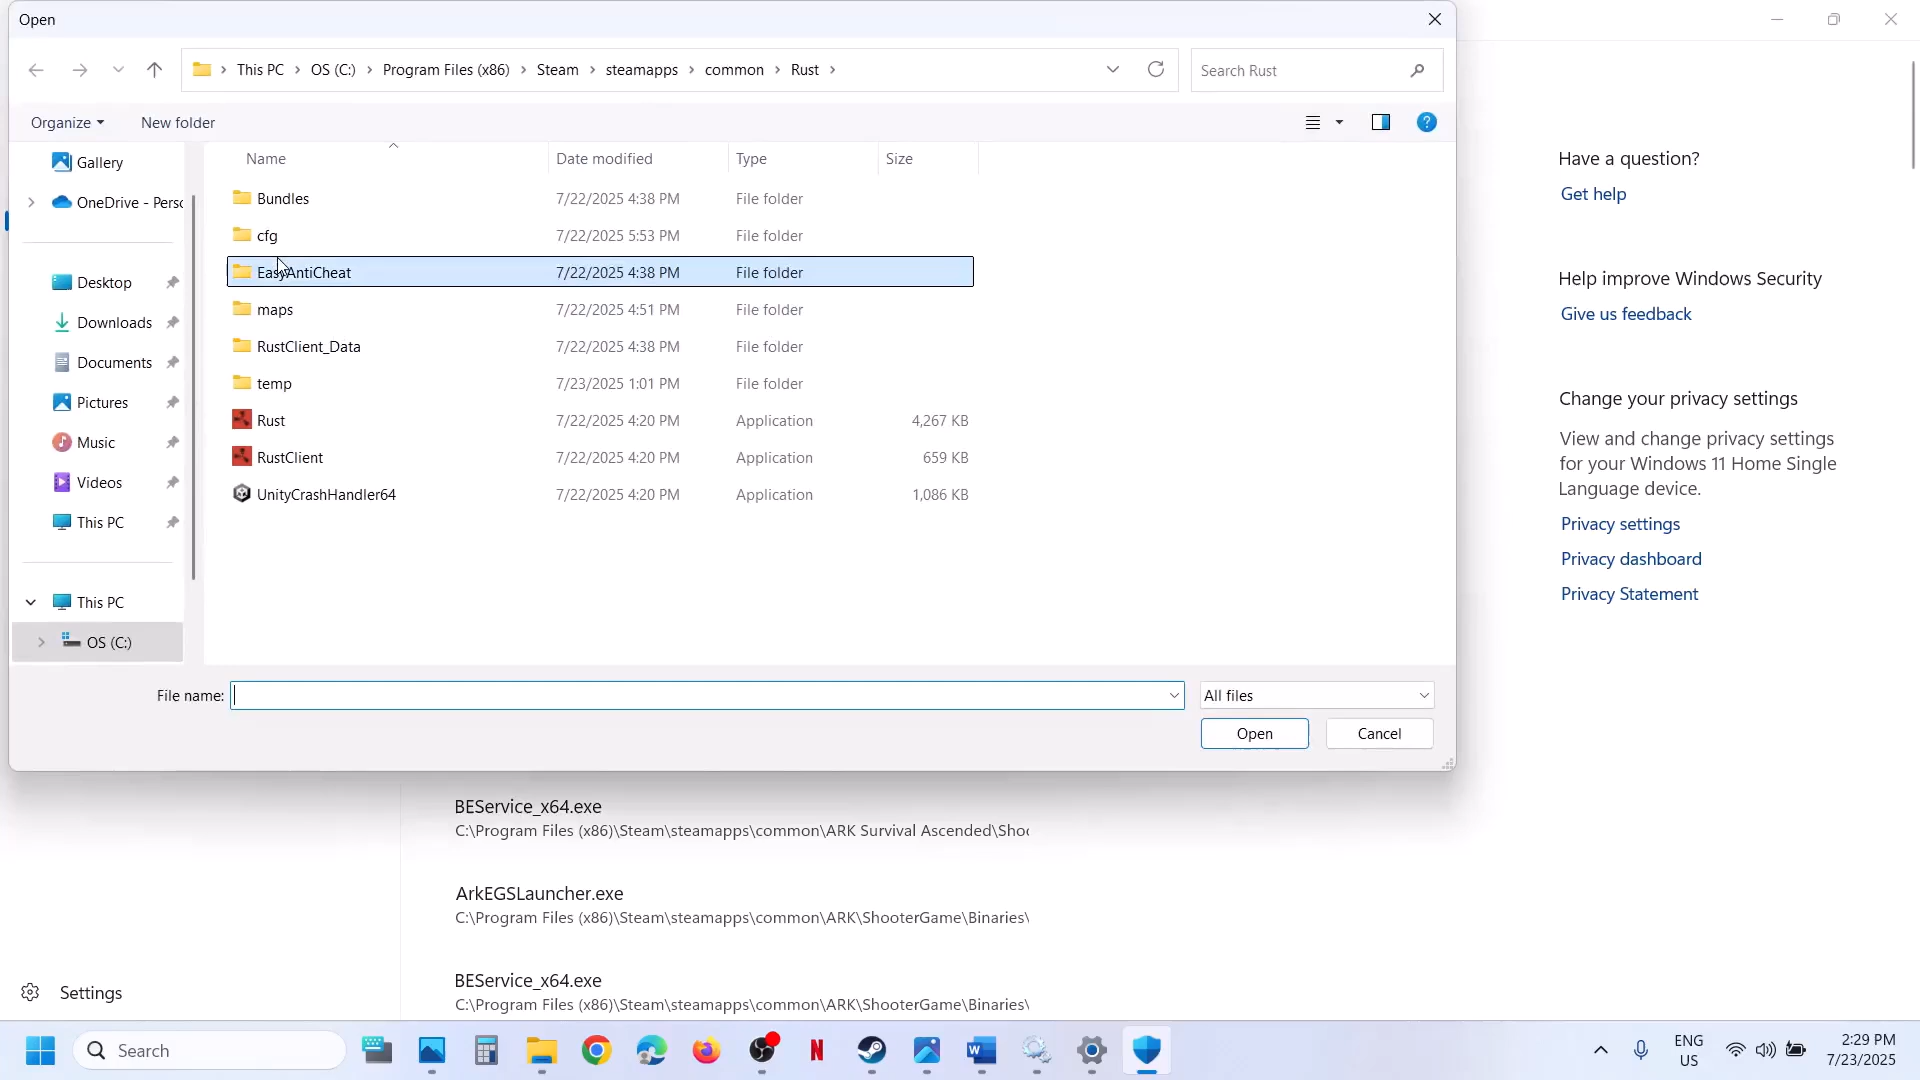 Open
This PC > OS (C:) > Program Files (x86) > Steam > steamapps > common > Rust >
Search Rust
Organize
New folder
Name
Date modified
Type
Size
Gallery
OneDrive - Perso
Desktop
Downloads
Documents
Pictures
Music
Videos
This PC
This PC
OS (C:)
Bundles 7/22/2025 4:38 PM File folder
cfg 7/22/2025 5:53 PM File folder
EasyAntiCheat 7/22/2025 4:38 PM File folder
maps 7/22/2025 4:51 PM File folder
RustClient_Data 7/22/2025 4:38 PM File folder
temp 7/23/2025 1:01 PM File folder
Rust 7/22/2025 4:20 PM Application 4,267 KB
RustClient 7/22/2025 4:20 PM Application 659 KB
UnityCrashHandler64 7/22/2025 4:20 PM Application 1,086 KB
File name:
All files
Open
Cancel
Have a question?
Get help
Help improve Windows Security
Give us feedback
Change your privacy settings
View and change privacy settings
for your Windows 11 Home Single
Language device.
Privacy settings
Privacy dashboard
Privacy Statement
BEService_x64.exe
C:\Program Files (x86)\Steam\steamapps\common\ARK Survival Ascended\Shoo
ArkEGSLauncher.exe
C:\Program Files (x86)\Steam\steamapps\common\ARK\ShooterGame\Binaries\
BEService_x64.exe
C:\Program Files (x86)\Steam\steamapps\common\ARK\ShooterGame\Binaries\
Settings
Search
ENG
US
2:29 PM
7/23/2025